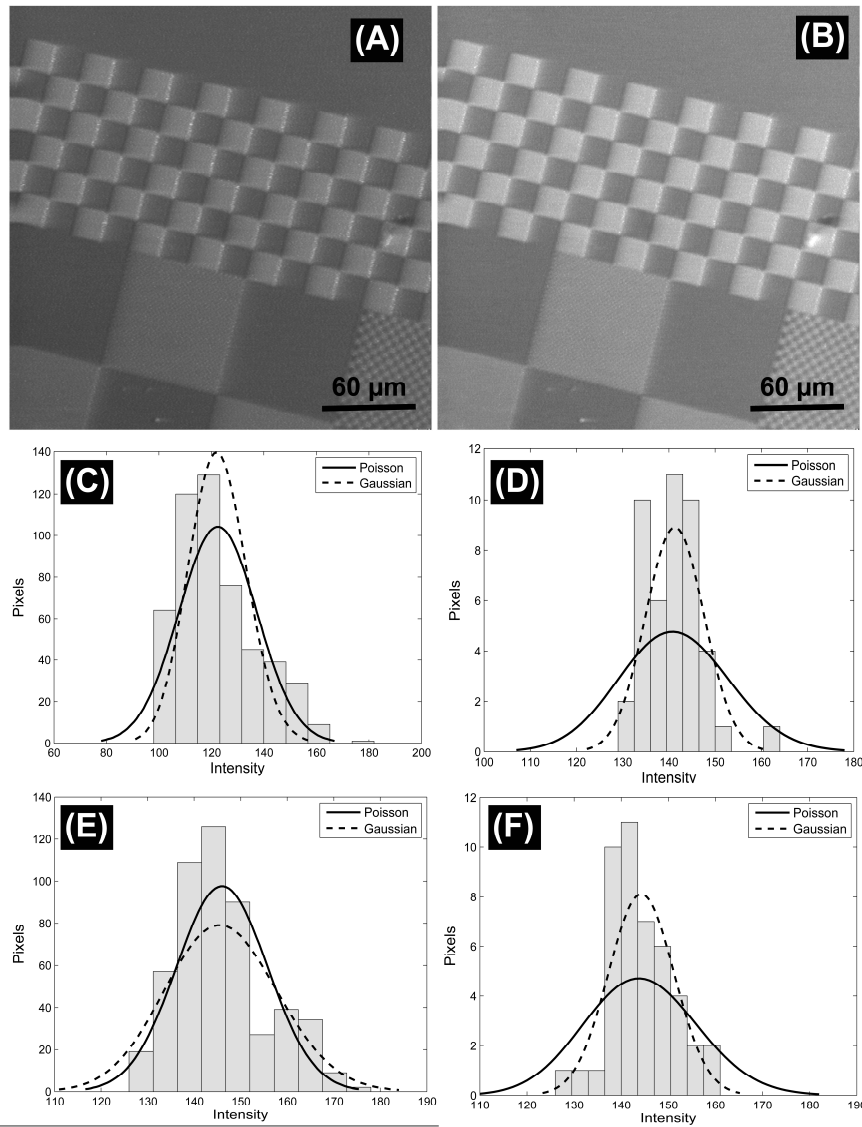 (A)
(B)
60 µm
60 µm
(C)
Poisson
Gaussian
Pixels
140
120
100
80
60
40
20
0
60 80 100 120 140 160 180 200
Intensity
(D)
Poisson
Gaussian
Pixels
12
10
8
6
4
2
0
100 110 120 130 140 150 160 170 180
Intensity
(E)
Poisson
Gaussian
Pixels
140
120
100
80
60
40
20
0
110 120 130 140 150 160 170 180 190
Intensity
(F)
Poisson
Gaussian
Pixels
12
10
8
6
4
2
0
110 120 130 140 150 160 170 180 190
Intensity